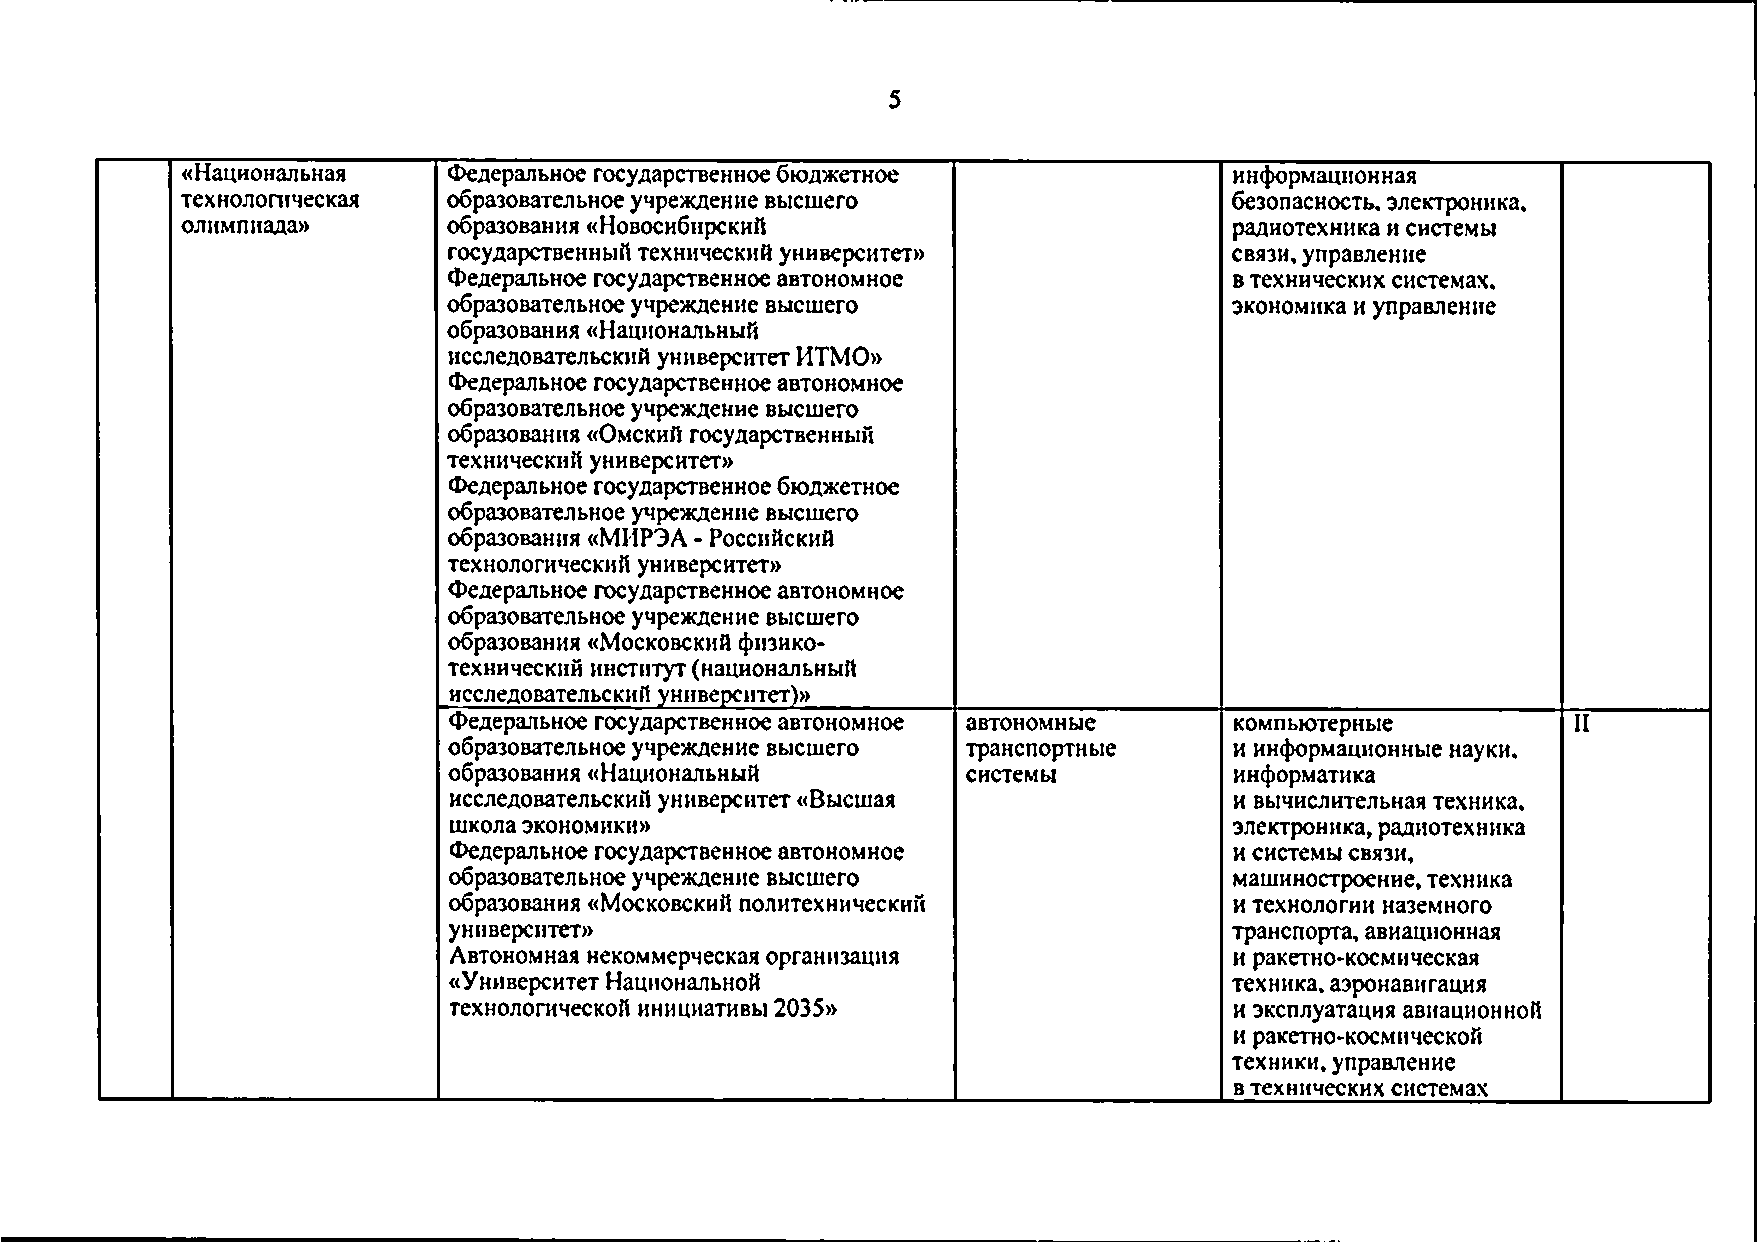 5
«Национальная
технологическая
олимпиада»
Федеральное государственное бюджетное
образовательное учреждение высшего
образования «Новосибирский
государственный технический университет»
Федеральное государственное автономное
образовательное учреждение высшего
образования «Национальный
исследовательский университет ИТМО»
Федеральное государственное автономное
образовательное учреждение высшего
образования «Омский государственный
технический университет»
Федеральное государственное бюджетное
образовательное учреждение высшего
образования «МИРЭА - Российский
технологический университет»
Федеральное государственное автономное
образовательное учреждение высшего
образования «Московский физико-
технический институт (национальный
исследовательский университет)»
информационная
безопасность, электроника,
радиотехника и системы
связи, управление
в технических системах,
экономика и управление
Федеральное государственное автономное
образовательное учреждение высшего
образования «Национальный
исследовательский университет «Высшая
школа экономики»
Федеральное государственное автономное
образовательное учреждение высшего
образования «Московский политехнический
университет»
Автономная некоммерческая организация
«Университет Национальной
технологической инициативы 2035»
автономные
транспортные
системы
компьютерные
и информационные науки,
информатика
и вычислительная техника,
электроника, радиотехника
и системы связи,
машиностроение, техника
и технологии наземного
транспорта, авиационная
и ракетно-космическая
техника, аэронавигация
и эксплуатация авиационной
и ракетно-космической
техники, управление
в технических системах
II